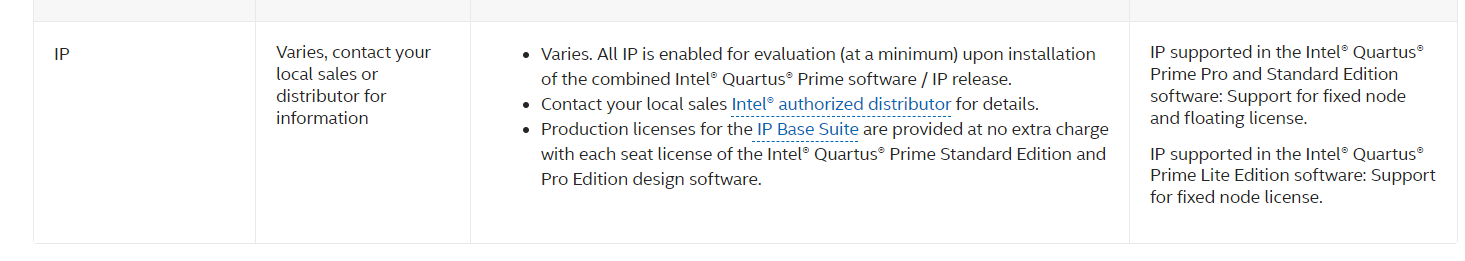 IP
Varies, contact your
local sales or
distributor for
information
• Varies. All IP is enabled for evaluation (at a minimum) upon installation
of the combined Intel® Quartus® Prime software / IP release.
• Contact your local sales Intel® authorized distributor for details.
• Production licenses for the IP Base Suite are provided at no extra charge
with each seat license of the Intel® Quartus® Prime Standard Edition and
Pro Edition design software.
IP supported in the Intel® Quartus®
Prime Pro and Standard Edition
software: Support for fixed node
and floating license.
IP supported in the Intel® Quartus®
Prime Lite Edition software: Support
for fixed node license.